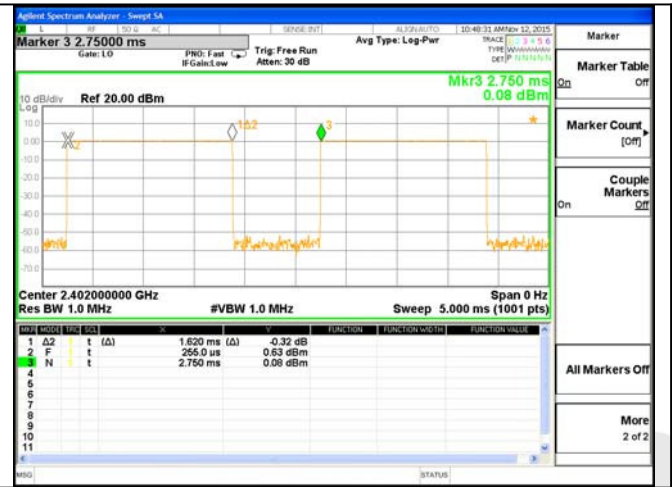 Agilent Spectrum Analyzer - Swept SA
L RF 50 Ω AC SENSE:INT ALIGN AUTO 10:48:31 AM Nov 12, 2015
Marker 3 2.75000 ms
Gate: LO PNO: Fast IFGain:Low Trig: Free Run Atten: 30 dB
Avg Type: Log-Pwr
TRACE 1 2 3 4 5 6
TYPE
DET P N N N N N
Mkr3 2.750 ms
0.08 dBm
10 dB/div Ref 20.00 dBm
Log
10.0
0.00
-10.0
-20.0
-30.0
-40.0
-50.0
-60.0
-70.0
X2
1Δ2
3
Center 2.402000000 GHz Span 0 Hz
Res BW 1.0 MHz #VBW 1.0 MHz Sweep 5.000 ms (1001 pts)
MKR MODE TRC SCL X Y FUNCTION FUNCTION WIDTH FUNCTION VALUE
1 Δ2 1 t (Δ) 1.620 ms (Δ) -0.32 dB
2 F 1 t 255.0 µs 0.63 dBm
3 N 1 t 2.750 ms 0.08 dBm
4
5
6
7
8
9
10
11
MSG STATUS
Marker
Marker Table
On Off
Marker Count
[Off]
Couple
Markers
On Off
All Markers Off
More
2 of 2